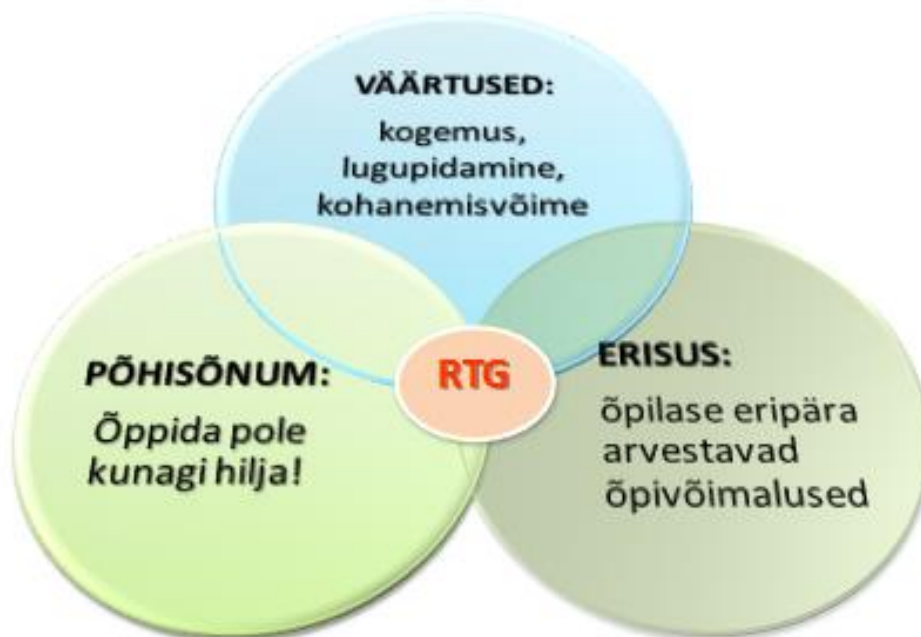 VÄÄRTUSED:
kogemus,
lugupidamine,
kohanemisvõime
PÕHISÕNUM:
Õppida pole
kunagi hilja!
RTG
ERISUS:
õpilase eripära
arvestavad
õpivõimalused